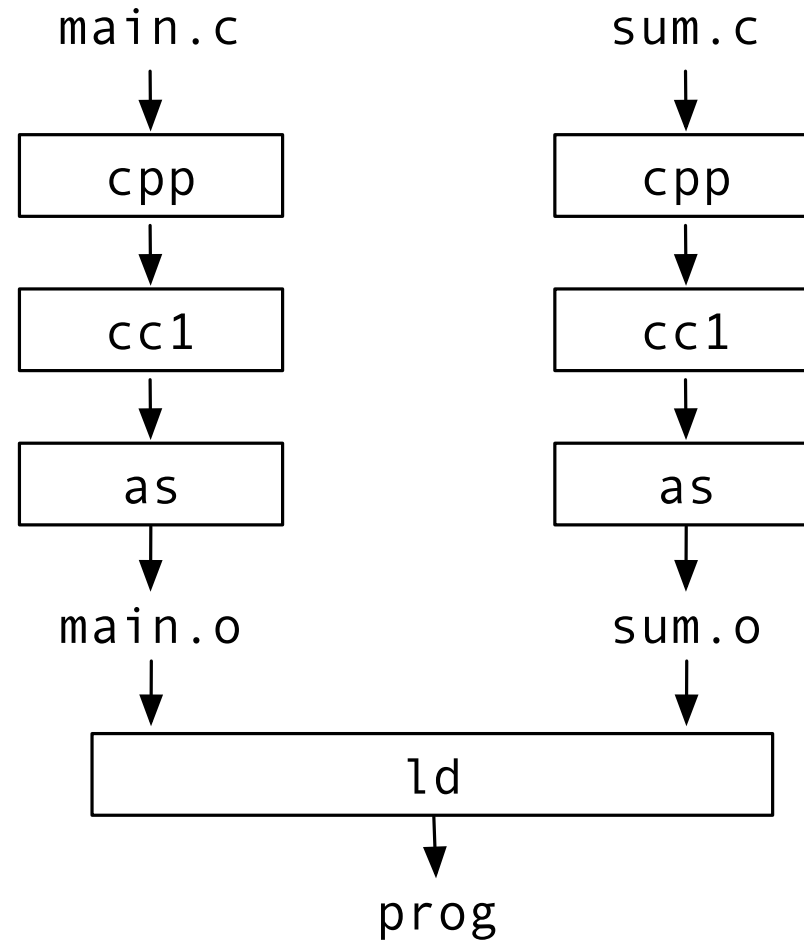 main.c sum.c
cpp cpp
cc1 cc1
as as
main.o sum.o
ld
prog